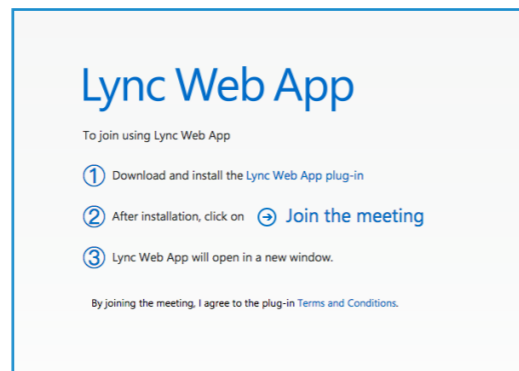 Lync Web App
To join using Lync Web App
1 Download and install the Lync Web App plug-in
2 After installation, click on Join the meeting
3 Lync Web App will open in a new window.
By joining the meeting, I agree to the plug-in Terms and Conditions.